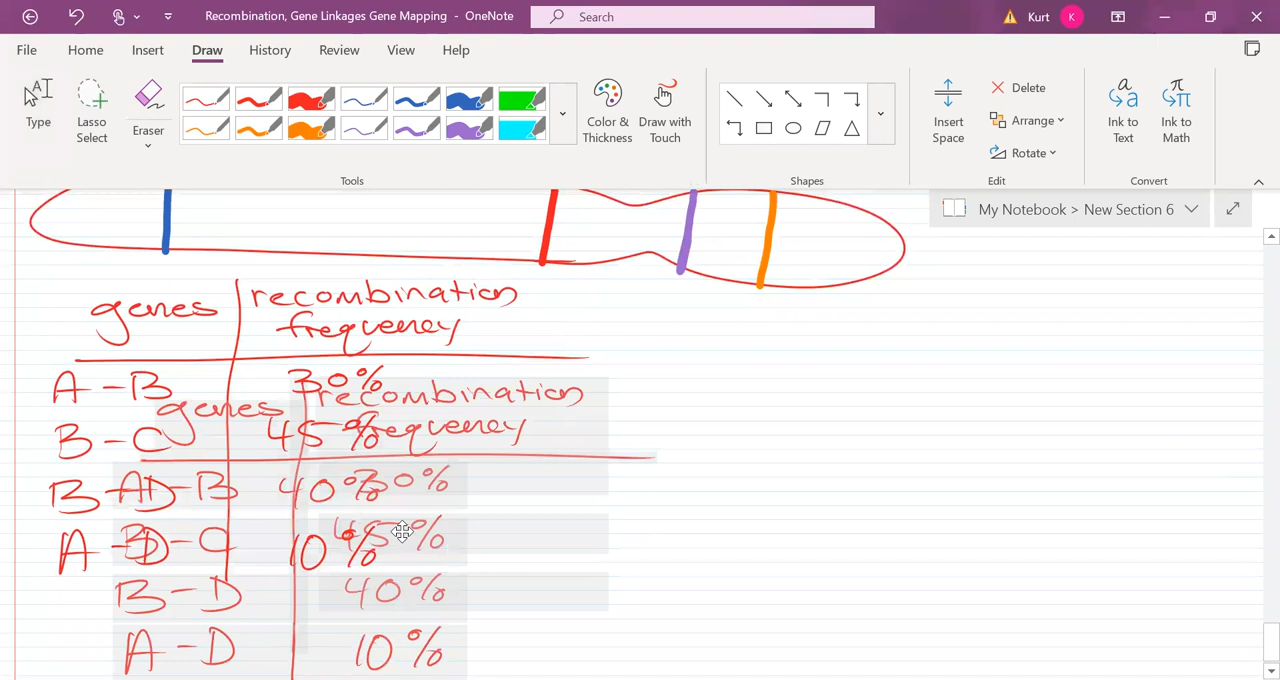 Recombination, Gene Linkages Gene Mapping - OneNote
Search
Kurt
K
File Home Insert Draw History Review View Help
Type
Lasso Select
Eraser
Color & Thickness
Draw with Touch
Insert Space
Delete
Arrange
Rotate
Ink to Text
Ink to Math
Tools
Shapes
Edit
Convert
My Notebook > New Section 6
genes recombination frequency
A - B 30%
B - C 45%
B - D 40%
A - D 10%
genes recombination frequency
A - B 30%
B - C 45%
B - D 40%
A - D 10%